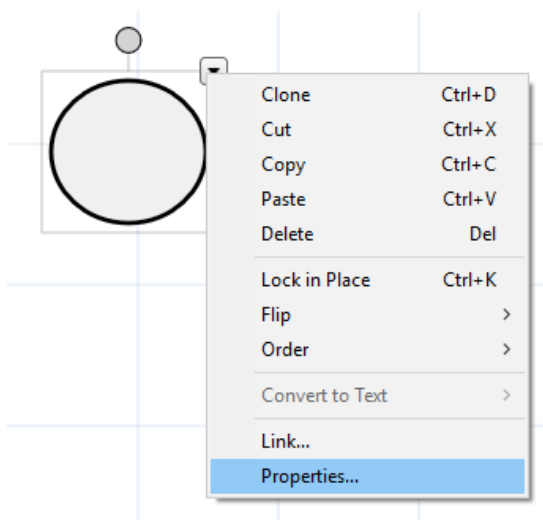 Clone Ctrl+D
Cut Ctrl+X
Copy Ctrl+C
Paste Ctrl+V
Delete Del
Lock in Place Ctrl+K
Flip >
Order >
Convert to Text >
Link...
Properties...